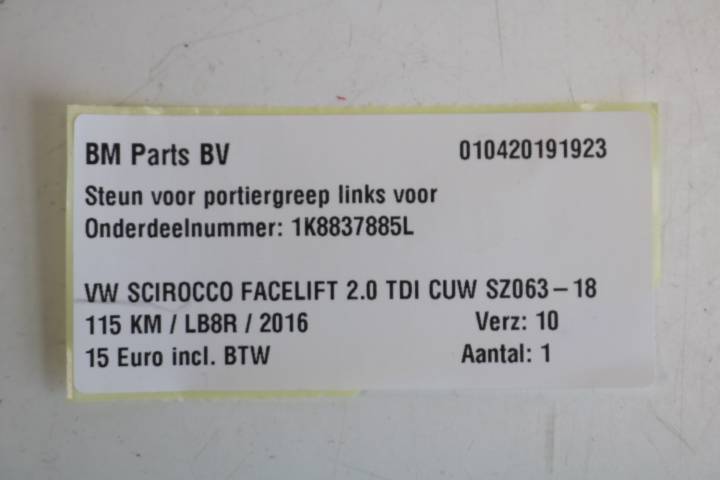 BM Parts BV 010420191923
Steun voor portiergreep links voor
Onderdeelnummer: 1K8837885L
VW SCIROCCO FACELIFT 2.0 TDI CUW SZ063-18
115 KM / LB8R / 2016 Verz: 10
15 Euro incl. BTW Aantal: 1